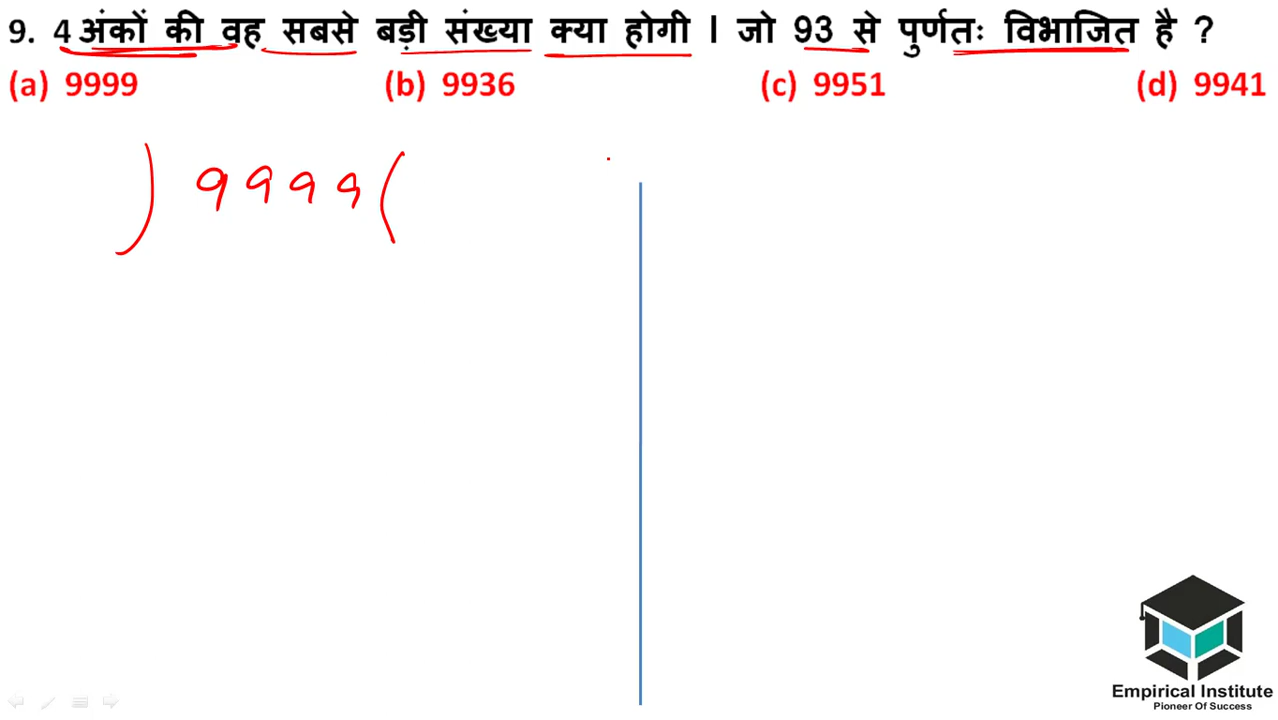 9. 4 अंकों की वह सबसे बड़ी संख्या क्या होगी । जो 93 से पुर्णतः विभाजित है ?
(a) 9999 (b) 9936 (c) 9951 (d) 9941
) 9999 (
Empirical Institute
Pioneer Of Success